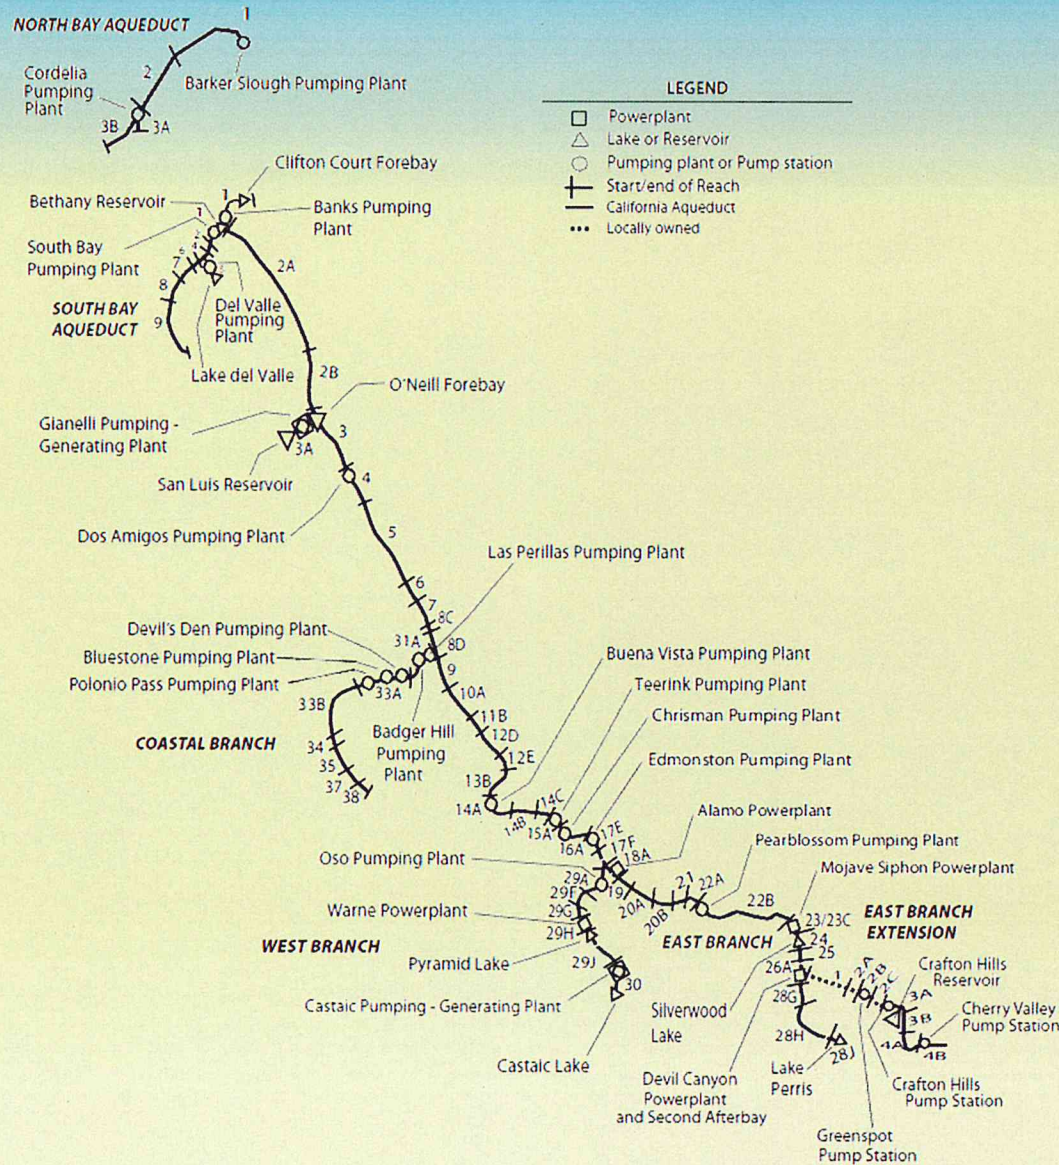 NORTH BAY AQUEDUCT
1
2
Cordelia
Pumping
Plant
Barker Slough Pumping Plant
3B
3A
LEGEND
Powerplant
Lake or Reservoir
Pumping plant or Pump station
Start/end of Reach
California Aqueduct
Locally owned
Clifton Court Forebay
Bethany Reservoir
1
1
Banks Pumping
Plant
South Bay
Pumping Plant
2
4
6
7
8
9
2A
SOUTH BAY
AQUEDUCT
Del Valle
Pumping
Plant
Lake del Valle
2B
O'Neill Forebay
Gianelli Pumping -
Generating Plant
3A
3
San Luis Reservoir
4
Dos Amigos Pumping Plant
5
Las Perillas Pumping Plant
6
7
8C
Devil's Den Pumping Plant
31A
8D
Bluestone Pumping Plant
Polonio Pass Pumping Plant
33A
9
10A
Buena Vista Pumping Plant
Teerink Pumping Plant
33B
11B
Chrisman Pumping Plant
12D
COASTAL BRANCH
34
Badger Hill
Pumping
Plant
12E
Edmonston Pumping Plant
35
37
38
13B
14A
14B
14C
15A
16A
17E
17F
18A
Alamo Powerplant
Pearblossom Pumping Plant
Oso Pumping Plant
Mojave Siphon Powerplant
29A
19
20A
20B
21
22A
22B
29F
29G
29H
Warne Powerplant
23/23C
24
25
EAST BRANCH
EXTENSION
WEST BRANCH
EAST BRANCH
Pyramid Lake
29J
30
26A
1
2A
2B
2C
Crafton Hills
Reservoir
Castaic Pumping - Generating Plant
28G
3A
3B
Silverwood
Lake
Cherry Valley
Pump Station
28H
28J
4A
4B
Castaic Lake
Lake
Perris
Devil Canyon
Powerplant
and Second Afterbay
Crafton Hills
Pump Station
Greenspot
Pump Station